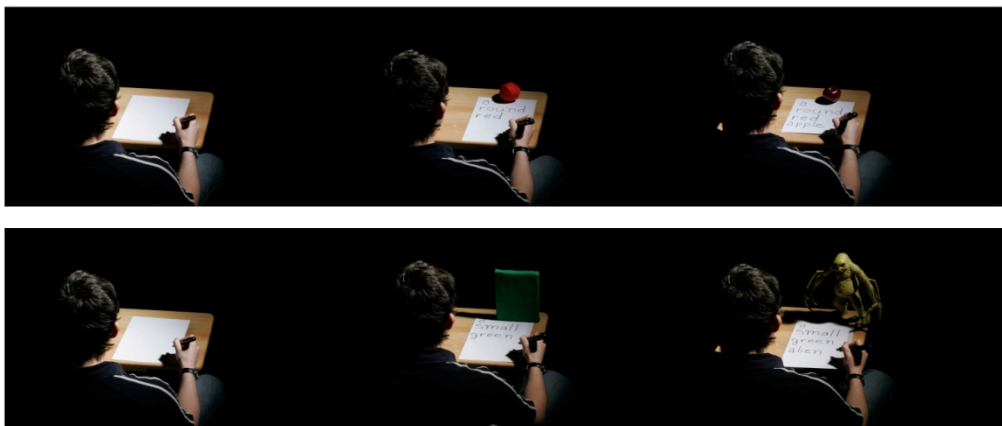 a
round
red
a
round
red
apple
a
small
green
a
small
green
alien